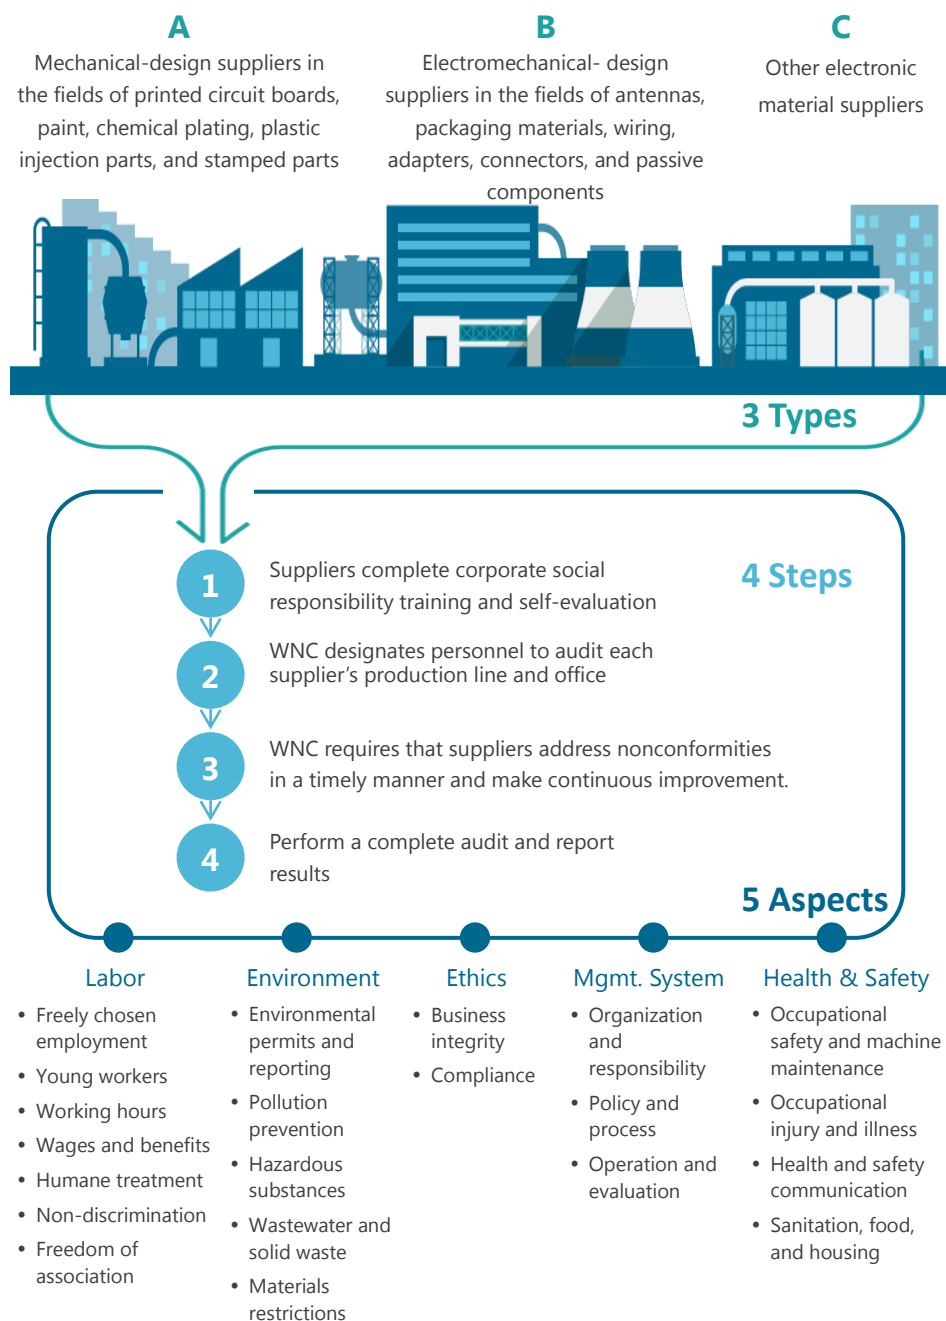 A
Mechanical-design suppliers in
the fields of printed circuit boards,
paint, chemical plating, plastic
injection parts, and stamped parts
B
Electromechanical- design
suppliers in the fields of antennas,
packaging materials, wiring,
adapters, connectors, and passive
components
C
Other electronic
material suppliers
3 Types
4 Steps
1
Suppliers complete corporate social
responsibility training and self-evaluation
2
WNC designates personnel to audit each
supplier's production line and office
3
WNC requires that suppliers address nonconformities
in a timely manner and make continuous improvement.
4
Perform a complete audit and report
results
5 Aspects
Labor
• Freely chosen
employment
• Young workers
• Working hours
• Wages and benefits
• Humane treatment
• Non-discrimination
• Freedom of
association
Environment
• Environmental
permits and
reporting
• Pollution
prevention
• Hazardous
substances
• Wastewater and
solid waste
• Materials
restrictions
Ethics
• Business
integrity
• Compliance
Mgmt. System
• Organization
and
responsibility
• Policy and
process
• Operation and
evaluation
Health & Safety
• Occupational
safety and machine
maintenance
• Occupational
injury and illness
• Health and safety
communication
• Sanitation, food,
and housing